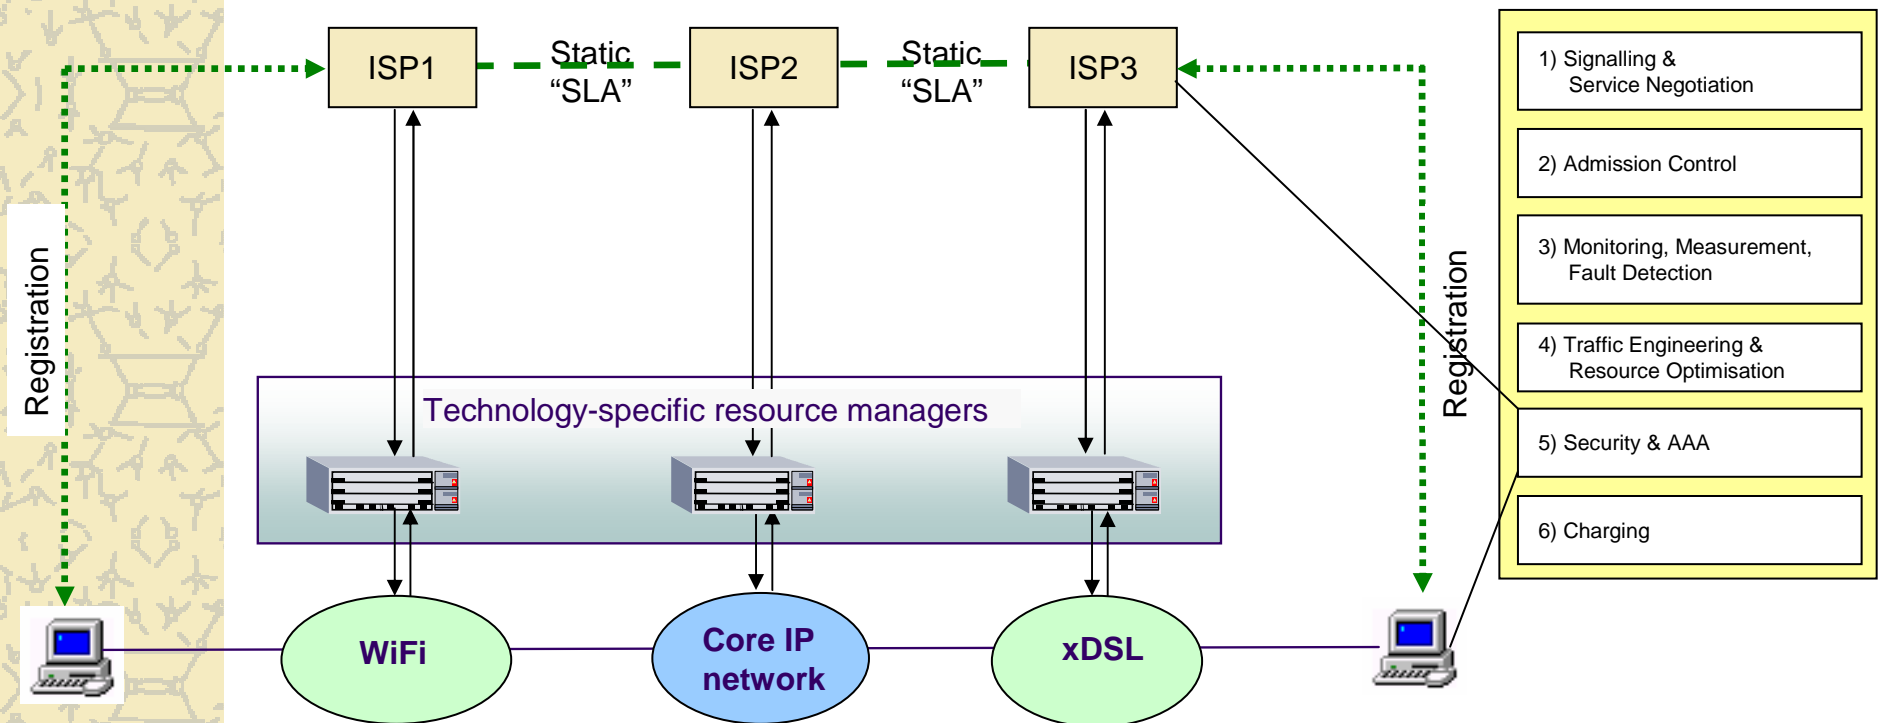 ISP1
Static
“SLA”
ISP2
Static
“SLA”
ISP3
1) Signalling &
Service Negotiation
2) Admission Control
3) Monitoring, Measurement,
Fault Detection
4) Traffic Engineering &
Resource Optimisation
5) Security & AAA
6) Charging
Registration
Registration
Technology-specific resource managers
WiFi
Core IP
network
xDSL